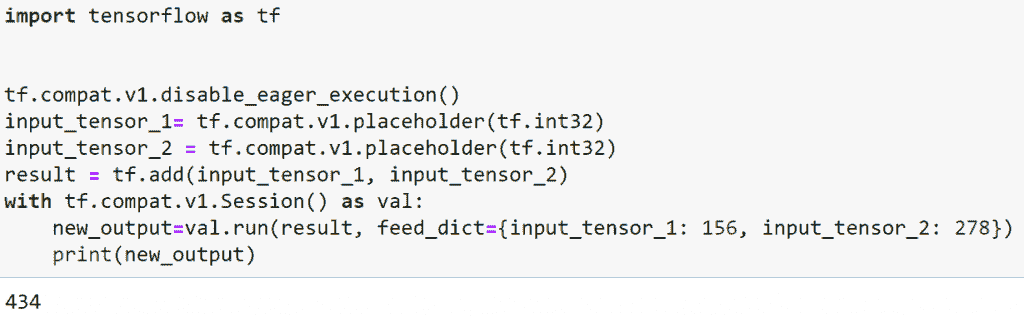 import tensorflow as tf
tf.compat.v1.disable_eager_execution()
input_tensor_1= tf.compat.v1.placeholder(tf.int32)
input_tensor_2 = tf.compat.v1.placeholder(tf.int32)
result = tf.add(input_tensor_1, input_tensor_2)
with tf.compat.v1.Session() as val:
    new_output=val.run(result, feed_dict={input_tensor_1: 156, input_tensor_2: 278})
    print(new_output)
434